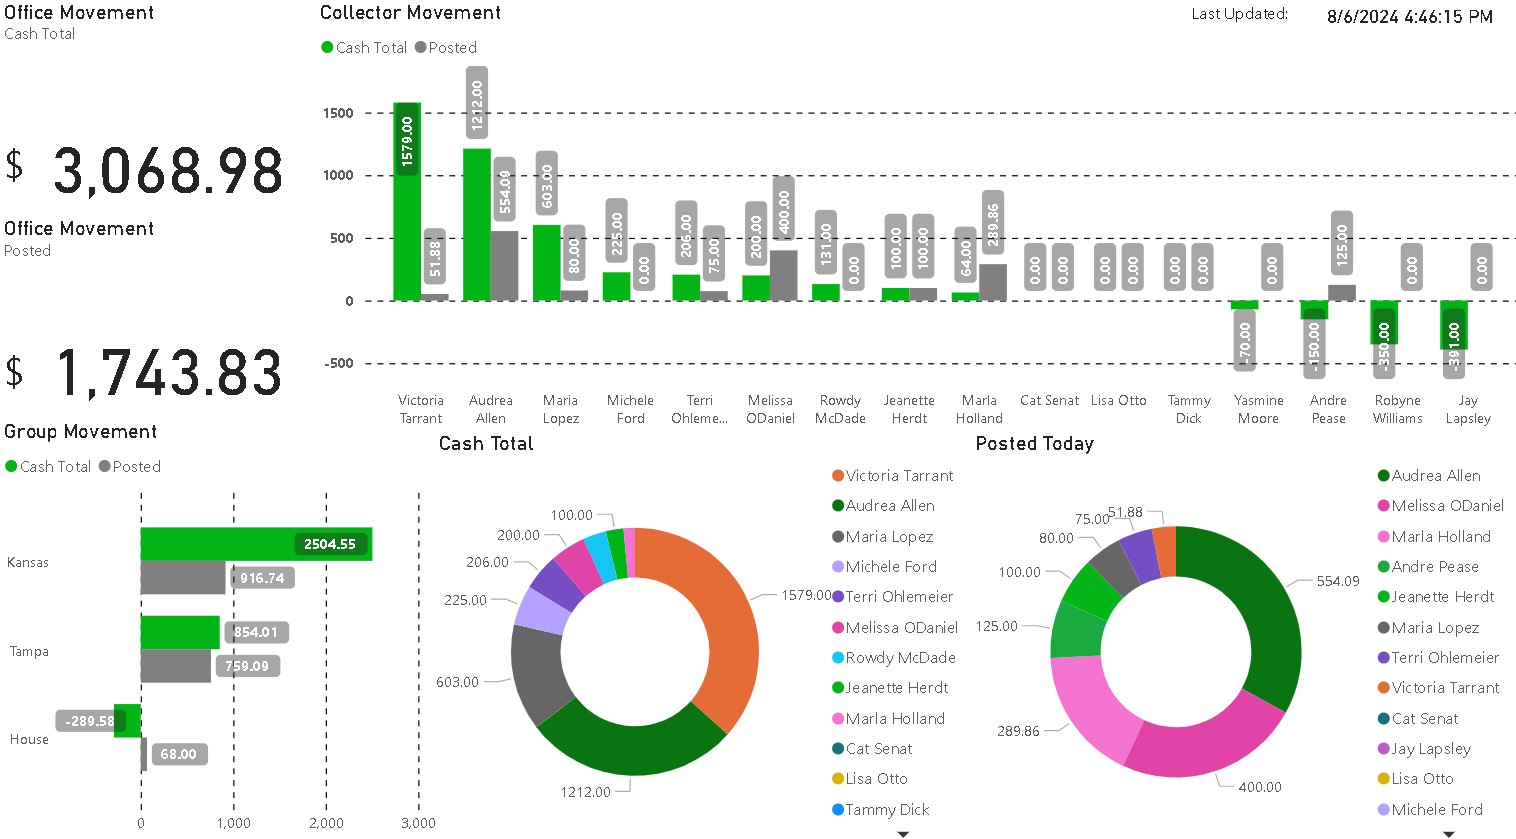 Office Movement
Cash Total
$ 3,068.98
Office Movement
Posted
$ 1,743.83
Collector Movement
Last Updated: 8/6/2024 4:46:15 PM
Cash Total Posted
1500
1000
500
0
-500
1579.00
51.88
1212.00
554.09
603.00
80.00
225.00
0.00
206.00
75.00
200.00
400.00
131.00
0.00
100.00
100.00
64.00
289.86
0.00
0.00
0.00
0.00
0.00
0.00
-70.00
0.00
-150.00
125.00
-350.00
0.00
-391.00
0.00
Victoria Tarrant
Audrea Allen
Maria Lopez
Michele Ford
Terri Ohleme...
Melissa ODaniel
Rowdy McDade
Jeanette Herdt
Marla Holland
Cat Senat
Lisa Otto
Tammy Dick
Yasmine Moore
Andre Pease
Robyne Williams
Jay Lapsley
Group Movement
Cash Total Posted
Kansas
2504.55
916.74
Tampa
854.01
759.09
House
-289.58
68.00
0 1,000 2,000 3,000
Cash Total
100.00
200.00
206.00
225.00
603.00
1212.00
1579.00
Victoria Tarrant
Audrea Allen
Maria Lopez
Michele Ford
Terri Ohlemeier
Melissa ODaniel
Rowdy McDade
Jeanette Herdt
Marla Holland
Cat Senat
Lisa Otto
Tammy Dick
Posted Today
51.88
75.00
80.00
100.00
125.00
289.86
400.00
554.09
Audrea Allen
Melissa ODaniel
Marla Holland
Andre Pease
Jeanette Herdt
Maria Lopez
Terri Ohlemeier
Victoria Tarrant
Cat Senat
Jay Lapsley
Lisa Otto
Michele Ford